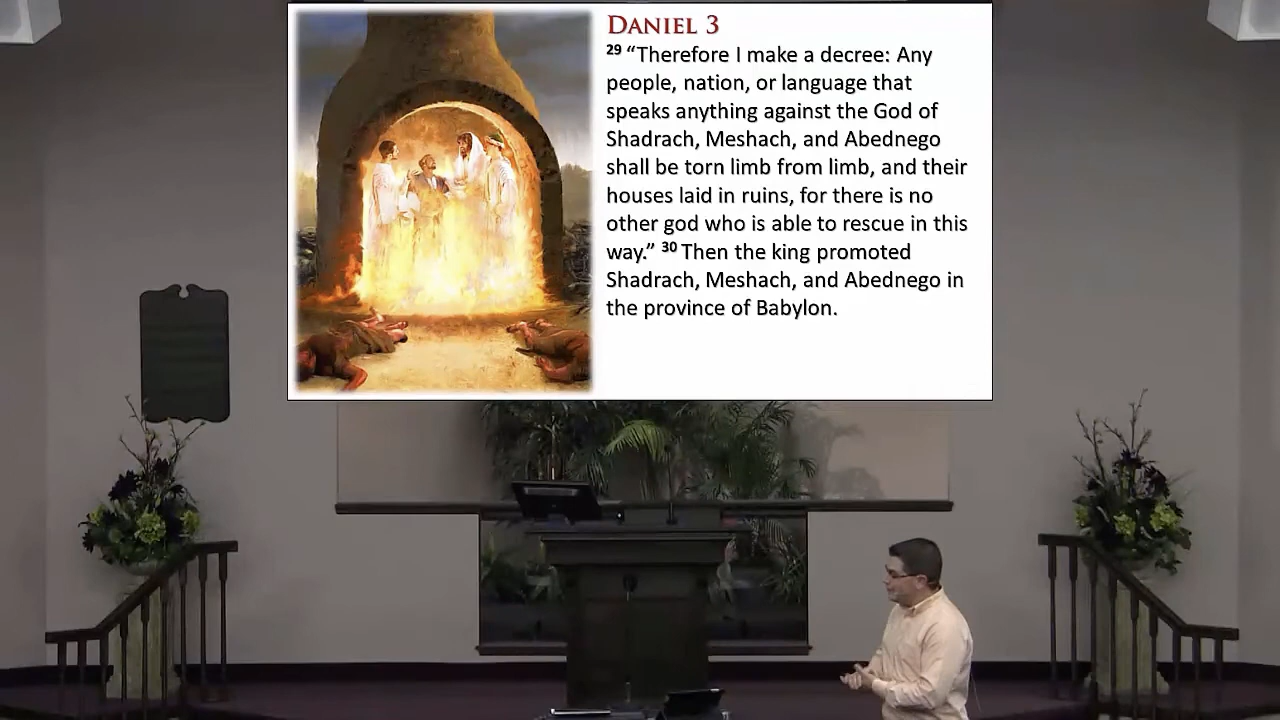 DANIEL 3
29 “Therefore I make a decree: Any
people, nation, or language that
speaks anything against the God of
Shadrach, Meshach, and Abednego
shall be torn limb from limb, and their
houses laid in ruins, for there is no
other god who is able to rescue in this
way.” 30 Then the king promoted
Shadrach, Meshach, and Abednego in
the province of Babylon.